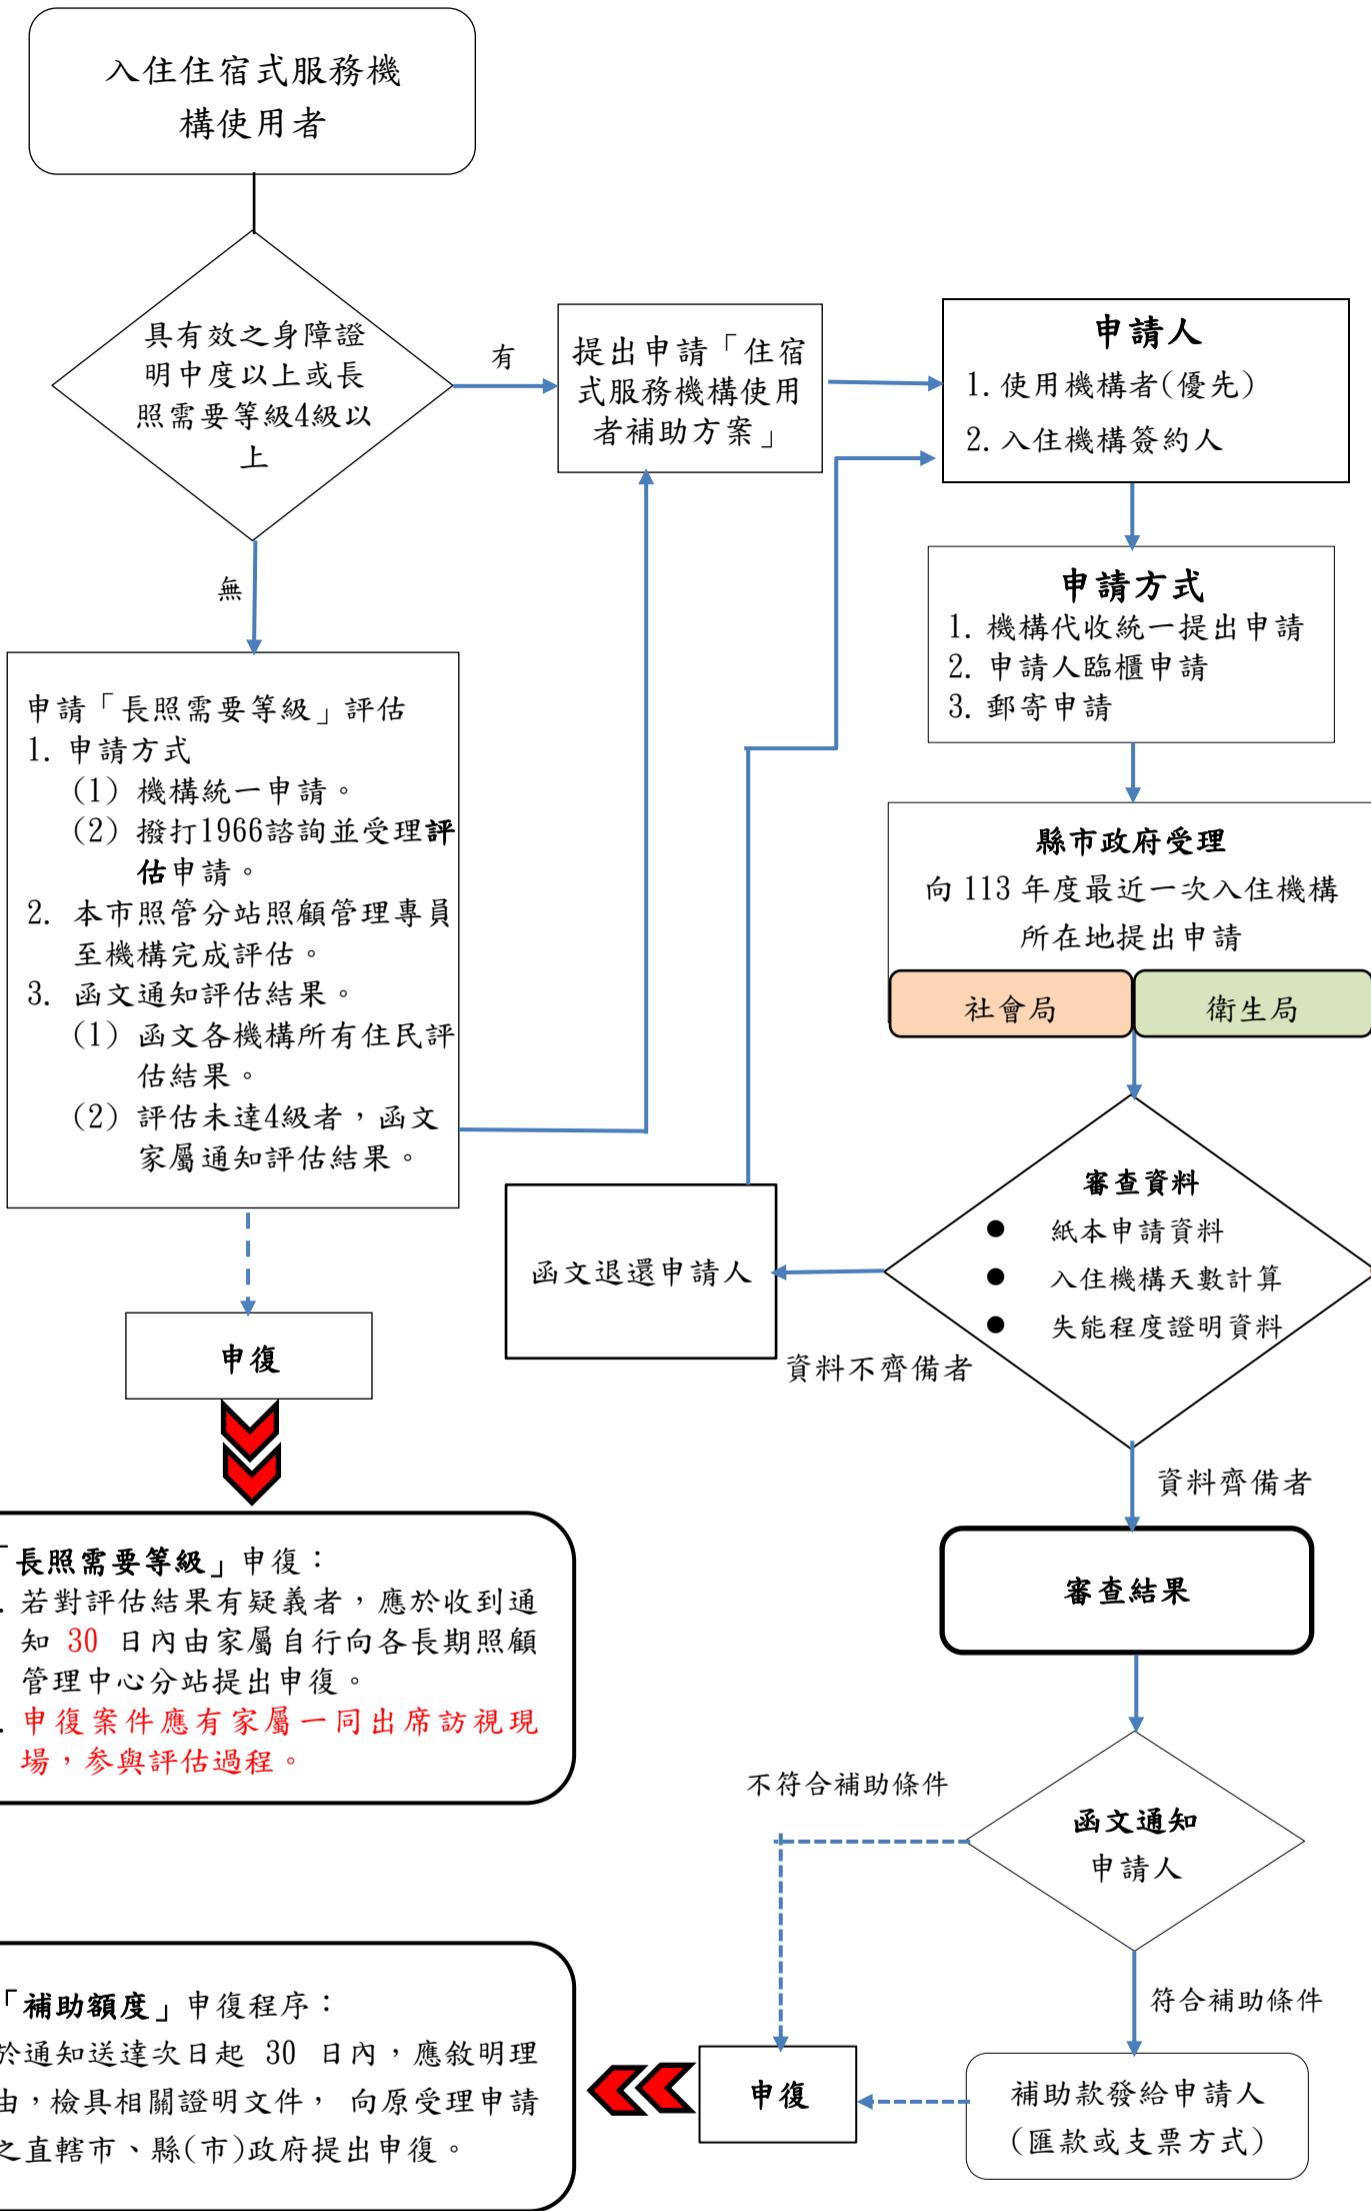 入住住宿式服務機
構使用者
具有效之身障證
明中度以上或長
照需要等級4級以
上
有
無
提出申請「住宿
式服務機構使用
者補助方案」
申請人
1. 使用機構者(優先)
2. 入住機構簽約人
申請方式
1. 機構代收統一提出申請
2. 申請人臨櫃申請
3. 郵寄申請
縣市政府受理
向 113 年度最近一次入住機構
所在地提出申請
社會局
衛生局
申請「長照需要等級」評估
1. 申請方式
(1) 機構統一申請。
(2) 撥打1966諮詢並受理評
估申請。
2. 本市照管分站照顧管理專員
至機構完成評估。
3. 函文通知評估結果。
(1) 函文各機構所有住民評
估結果。
(2) 評估未達4級者，函文
家屬通知評估結果。
審查資料
● 紙本申請資料
● 入住機構天數計算
● 失能程度證明資料
函文退還申請人
資料不齊備者
資料齊備者
申復
「長照需要等級」申復：
. 若對評估結果有疑義者，應於收到通
知 30 日內由家屬自行向各長期照顧
管理中心分站提出申復。
. 申復案件應有家屬一同出席訪視現
場，参與評估過程。
審查結果
函文通知
申請人
不符合補助條件
符合補助條件
補助款發給申請人
(匯款或支票方式)
申復
「補助額度」申復程序：
於通知送達次日起 30 日內，應敘明理
由，檢具相關證明文件， 向原受理申請
之直轄市、縣(市)政府提出申復。